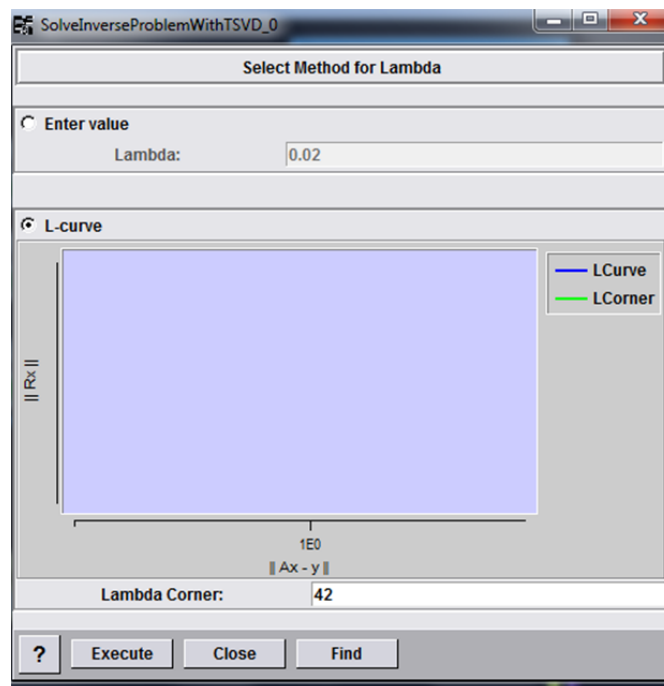 SolveInverseProblemWithTSVD_0
Select Method for Lambda
Enter value
Lambda: 0.02
L-curve
LCurve
LCorner
|| Rx ||
1E0
|| Ax - y ||
Lambda Corner: 42
? Execute Close Find